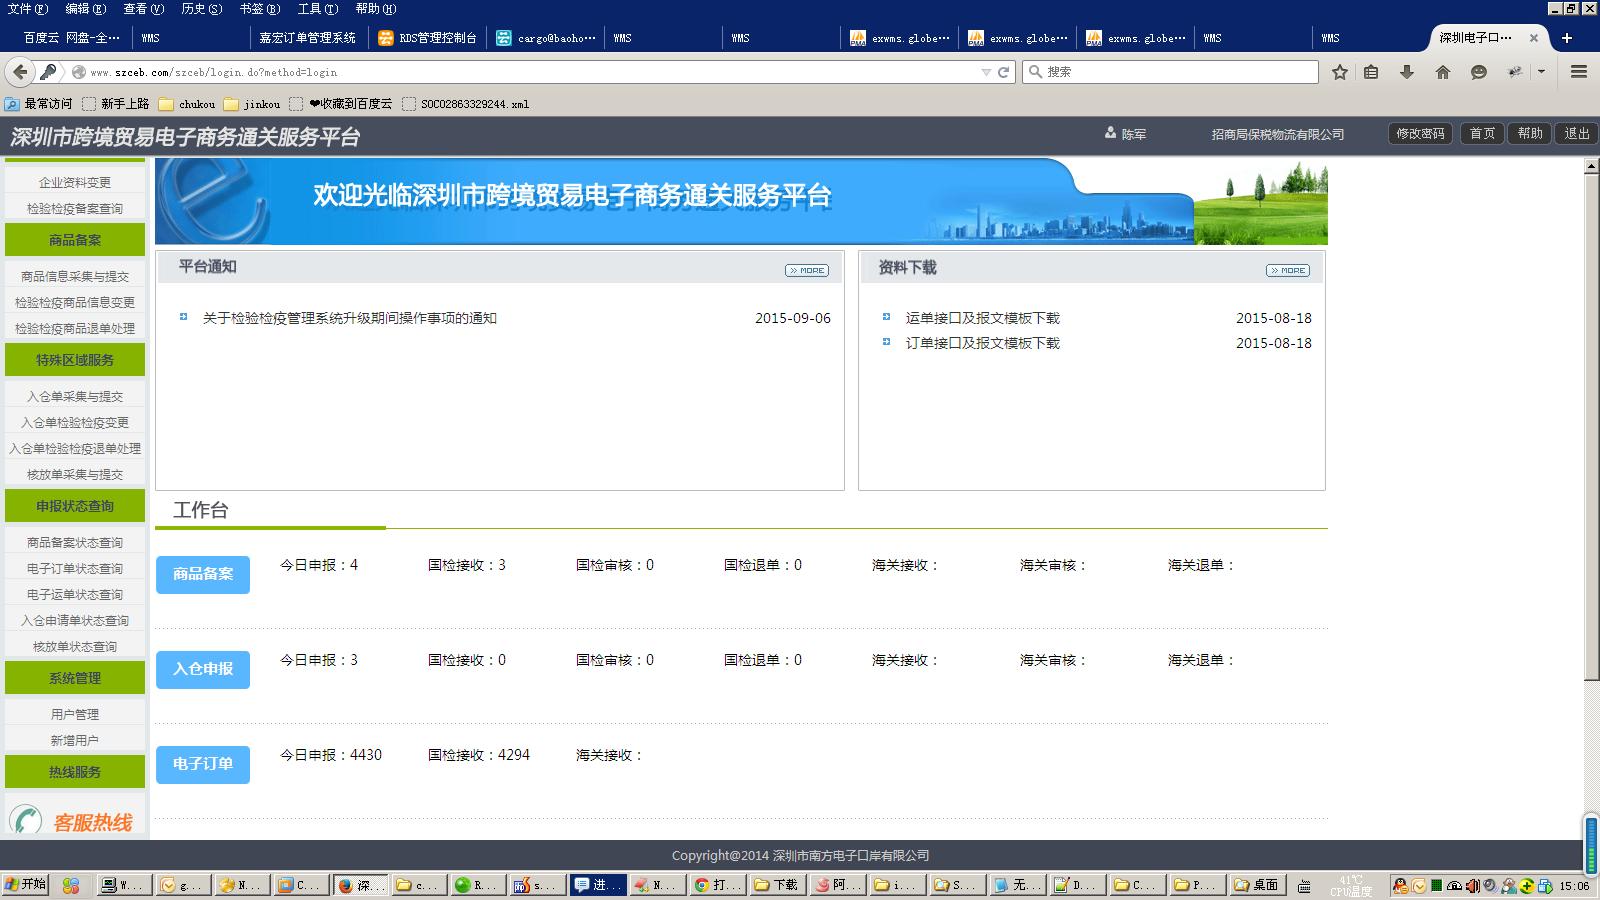 文件(F) 编辑(E) 查看(V) 历史(S) 书签(B) 工具(T) 帮助(H)
百度云 网盘-全… WMS 嘉宏订单管理系统 RDS管理控制台 cargo@baoho… WMS WMS exwms.globe… exwms.globe… exwms.globe… WMS WMS 深圳电子口…
www.szceb.com/szceb/login.do?method=login 搜索
最常访问 新手上路 chukou jinkou ❤收藏到百度云 SOC02863329244.xml
深圳市跨境贸易电子商务通关服务平台 陈军 招商局保税物流有限公司 修改密码 首页 帮助 退出
企业资料变更
检验检疫备案查询
商品备案
商品信息采集与提交
检验检疫商品信息变更
检验检疫商品退单处理
特殊区域服务
入仓单采集与提交
入仓单检验检疫变更
入仓单检验检疫退单处理
核放单采集与提交
申报状态查询
商品备案状态查询
电子订单状态查询
电子运单状态查询
入仓申请单状态查询
核放单状态查询
系统管理
用户管理
新增用户
热线服务
客服热线
欢迎光临深圳市跨境贸易电子商务通关服务平台
平台通知 MORE
关于检验检疫管理系统升级期间操作事项的通知 2015-09-06
资料下载 MORE
运单接口及报文模板下载 2015-08-18
订单接口及报文模板下载 2015-08-18
工作台
商品备案 今日申报：4 国检接收：3 国检审核：0 国检退单：0 海关接收： 海关审核： 海关退单：
入仓申报 今日申报：3 国检接收：0 国检审核：0 国检退单：0 海关接收： 海关审核： 海关退单：
电子订单 今日申报：4430 国检接收：4294 海关接收：
Copyright@2014 深圳市南方电子口岸有限公司
开始 W... g... N... C... 深... c... R... s... 进... N... 打... 下载 阿... i... S... 无... D... C... P... 桌面 41℃ 15:06
CPU温度